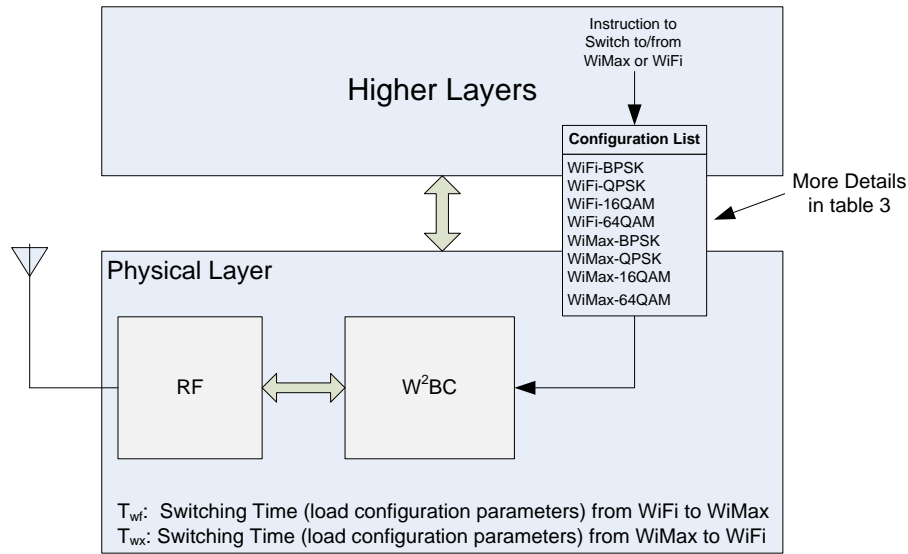 Instruction to
Switch to/from
WiMax or WiFi
Higher Layers
Configuration List
WiFi-BPSK
WiFi-QPSK
WiFi-16QAM
WiFi-64QAM
WiMax-BPSK
WiMax-QPSK
WiMax-16QAM
WiMax-64QAM
More Details
in table 3
Physical Layer
RF
W²BC
T_wf: Switching Time (load configuration parameters) from WiFi to WiMax
T_wx: Switching Time (load configuration parameters) from WiMax to WiFi